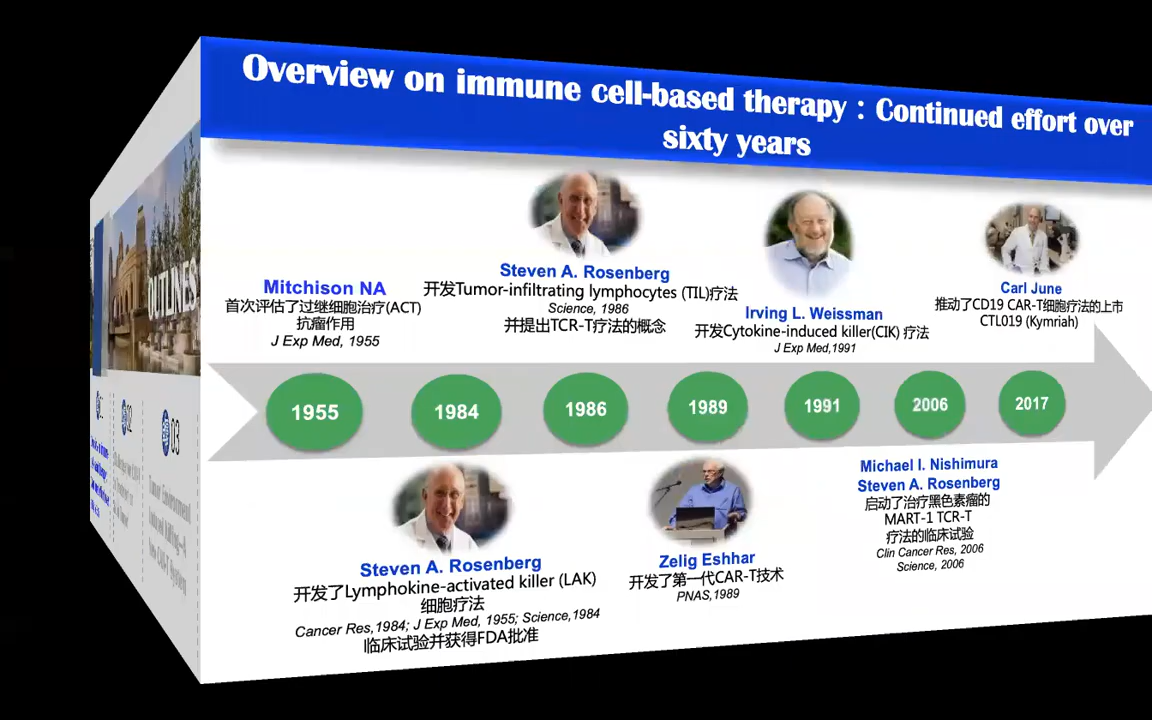 Overview on immune cell-based therapy：Continued effort over
sixty years
Mitchison NA
首次评估了过继细胞治疗(ACT)
抗瘤作用
J Exp Med, 1955
Steven A. Rosenberg
开发Tumor-infiltrating lymphocytes (TIL)疗法
Science, 1986
并提出TCR-T疗法的概念
Irving L. Weissman
开发Cytokine-induced killer(CIK) 疗法
J Exp Med,1991
Carl June
推动了CD19 CAR-T细胞疗法的上市
CTL019 (Kymriah)
1955
1984
1986
1989
1991
2006
2017
Steven A. Rosenberg
开发了Lymphokine-activated killer (LAK)
细胞疗法
Cancer Res,1984; J Exp Med, 1955; Science,1984
临床试验并获得FDA批准
Zelig Eshhar
开发了第一代CAR-T技术
PNAS,1989
Michael I. Nishimura
Steven A. Rosenberg
启动了治疗黑色素瘤的
MART-1 TCR-T
疗法的临床试验
Clin Cancer Res, 2006
Science, 2006
OUTLINES
02
03
Tumor Environment